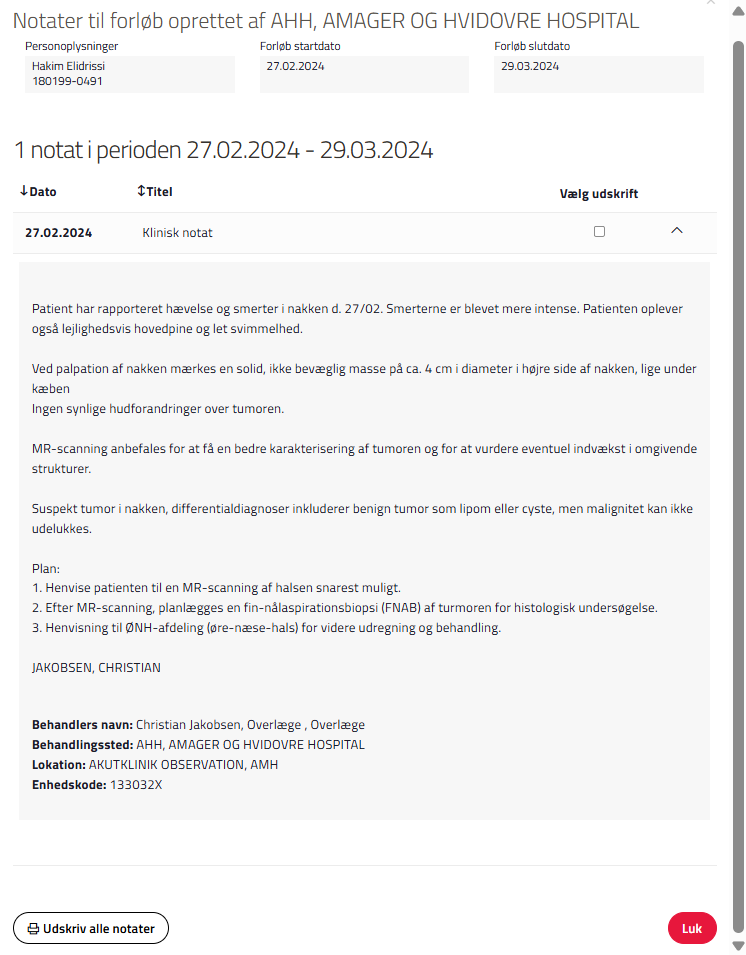 Notater til forløb oprettet af AHH, AMAGER OG HVIDOVRE HOSPITAL
Personoplysninger
Hakim Elidrissi
180199-0491
Forløb startdato
27.02.2024
Forløb slutdato
29.03.2024
1 notat i perioden 27.02.2024 - 29.03.2024
↓Dato
↕Titel
Vælg udskrift
27.02.2024
Klinisk notat
Patient har rapporteret hævelse og smerter i nakken d. 27/02. Smerterne er blevet mere intense. Patienten oplever
også lejlighedsvis hovedpine og let svimmelhed.
Ved palpation af nakken mærkes en solid, ikke bevæglig masse på ca. 4 cm i diameter i højre side af nakken, lige under
kæben
Ingen synlige hudforandringer over tumoren.
MR-scanning anbefales for at få en bedre karakterisering af tumoren og for at vurdere eventuel indvækst i omgivende
strukturer.
Suspekt tumor i nakken, differentialdiagnoser inkluderer benign tumor som lipom eller cyste, men malignitet kan ikke
udelukkes.
Plan:
1. Henvise patienten til en MR-scanning af halsen snarest muligt.
2. Efter MR-scanning, planlægges en fin-nålaspirationsbiopsi (FNAB) af turmoren for histologisk undersøgelse.
3. Henvisning til ØNH-afdeling (øre-næse-hals) for videre udregning og behandling.
JAKOBSEN, CHRISTIAN
Behandlers navn: Christian Jakobsen, Overlæge , Overlæge
Behandlingssted: AHH, AMAGER OG HVIDOVRE HOSPITAL
Lokation: AKUTKLINIK OBSERVATION, AMH
Enhedskode: 133032X
Udskriv alle notater
Luk